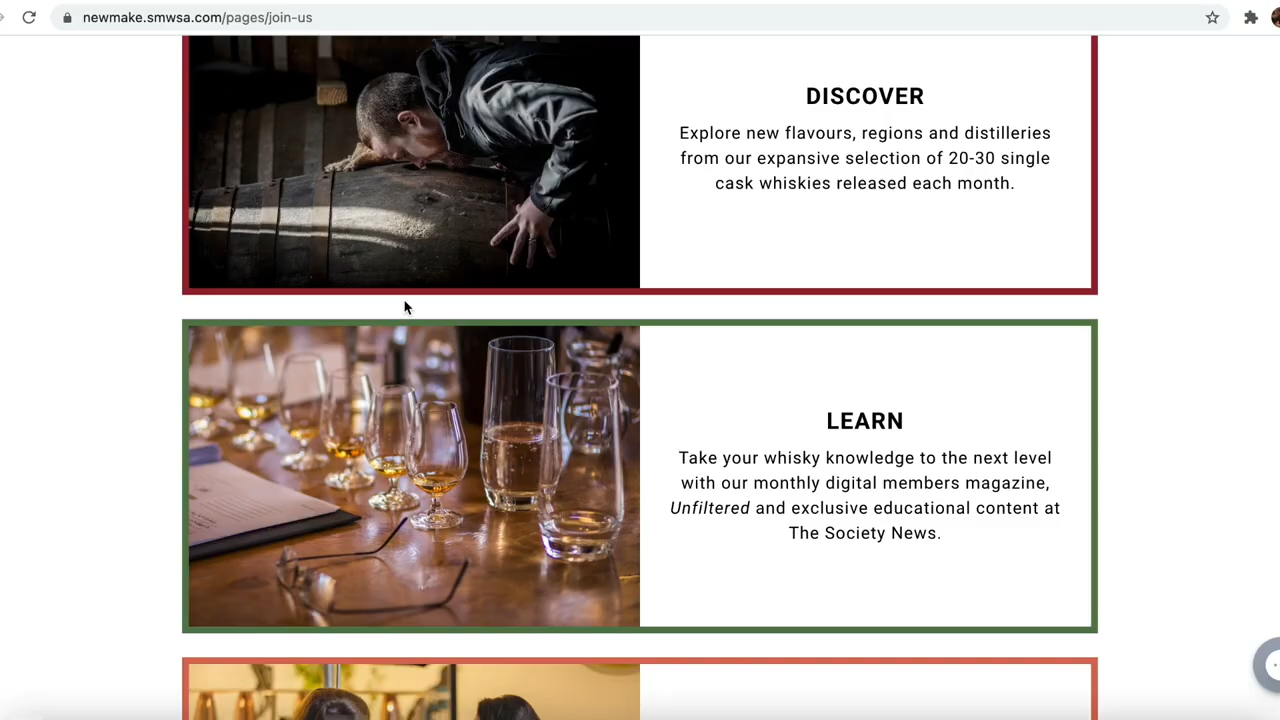 newmake.smwsa.com/pages/join-us
DISCOVER
Explore new flavours, regions and distilleries
from our expansive selection of 20-30 single
cask whiskies released each month.
LEARN
Take your whisky knowledge to the next level
with our monthly digital members magazine,
Unfiltered and exclusive educational content at
The Society News.